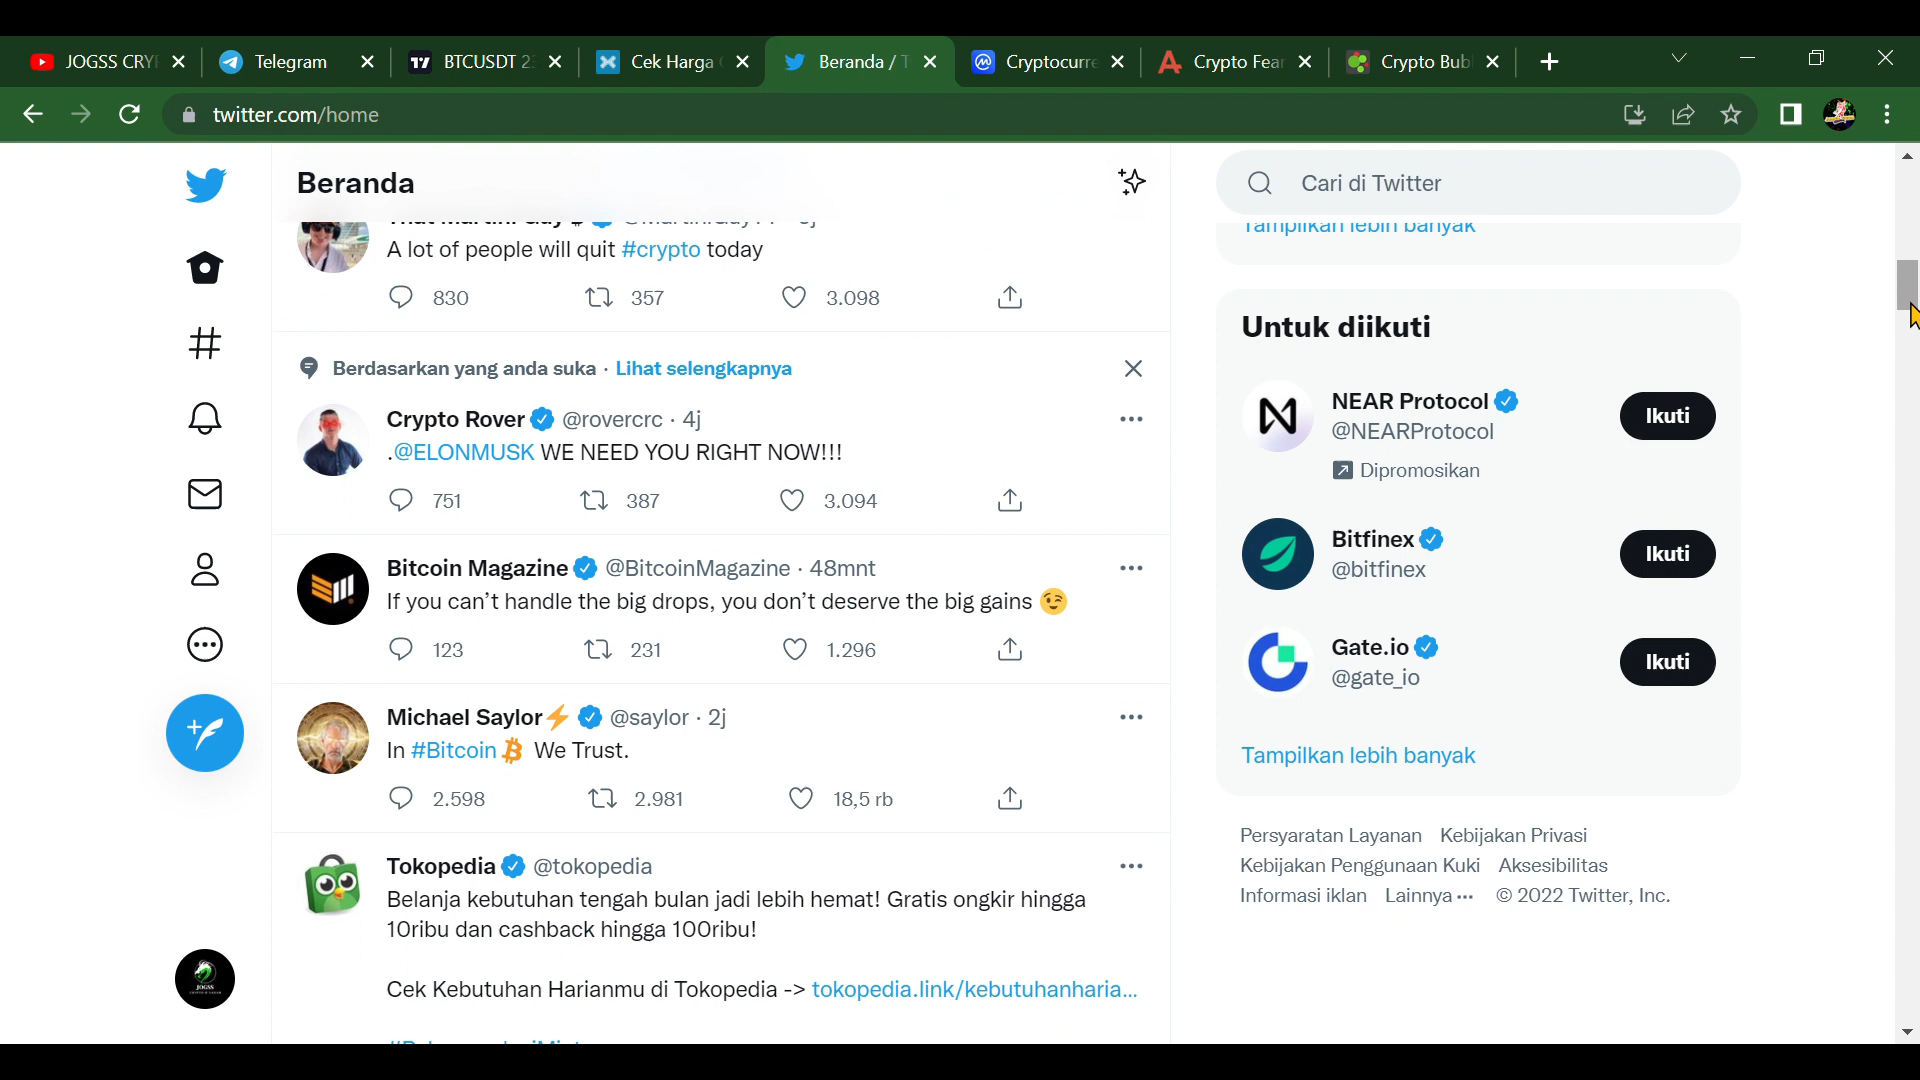 JOGSS CRY
Telegram
BTCUSDT 2
Cek Harga
Beranda / T
Cryptocurre
Crypto Fear
Crypto Bub
twitter.com/home
Beranda
Cari di Twitter
A lot of people will quit #crypto today
830 357 3.098
Berdasarkan yang anda suka · Lihat selengkapnya
Crypto Rover @rovercrc · 4j
.@ELONMUSK WE NEED YOU RIGHT NOW!!!
751 387 3.094
Bitcoin Magazine @BitcoinMagazine · 48mnt
If you can’t handle the big drops, you don’t deserve the big gains 😉
123 231 1.296
Michael Saylor⚡ @saylor · 2j
In #Bitcoin We Trust.
2.598 2.981 18,5 rb
Tokopedia @tokopedia
Belanja kebutuhan tengah bulan jadi lebih hemat! Gratis ongkir hingga
10ribu dan cashback hingga 100ribu!
Cek Kebutuhan Harianmu di Tokopedia -> tokopedia.link/kebutuhanharia...
Tampilkan lebih banyak
Untuk diikuti
NEAR Protocol
@NEARProtocol
Dipromosikan
Ikuti
Bitfinex
@bitfinex
Ikuti
Gate.io
@gate_io
Ikuti
Tampilkan lebih banyak
Persyaratan Layanan Kebijakan Privasi
Kebijakan Penggunaan Kuki Aksesibilitas
Informasi iklan Lainnya ··· © 2022 Twitter, Inc.
JOGSS